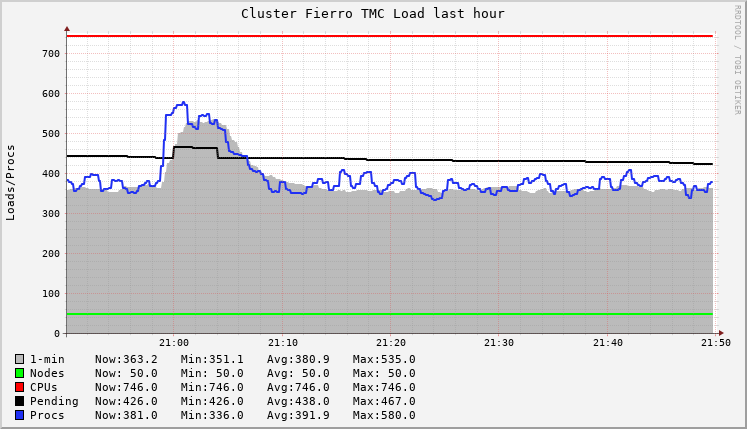 Cluster Fierro TMC Load last hour
RRDTOOL / TOBI OETIKER
Loads/Procs
700
600
500
400
300
200
100
0
21:00 21:10 21:20 21:30 21:40 21:50
1-min Now:363.2 Min:351.1 Avg:380.9 Max:535.0
Nodes Now: 50.0 Min: 50.0 Avg: 50.0 Max: 50.0
CPUs Now:746.0 Min:746.0 Avg:746.0 Max:746.0
Pending Now:426.0 Min:426.0 Avg:438.0 Max:467.0
Procs Now:381.0 Min:336.0 Avg:391.9 Max:580.0